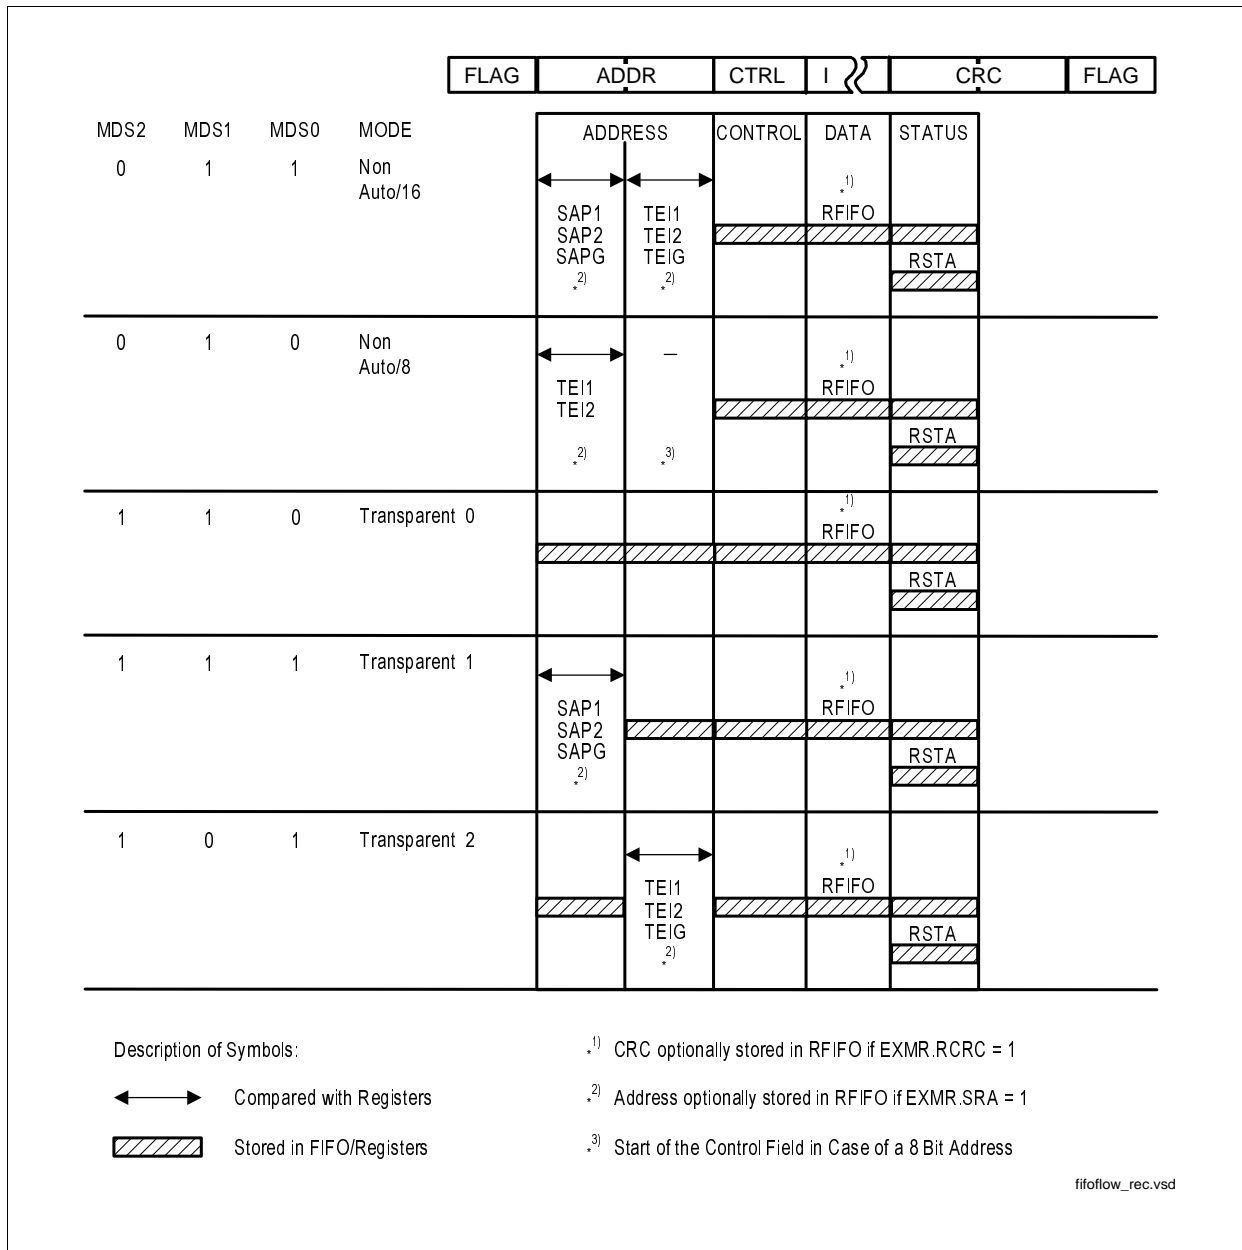 FLAG ADDR CTRL I CRC FLAG
MDS2 MDS1 MDS0 MODE ADDRESS CONTROL DATA STATUS
0 1 1 Non
Auto/16
*1)
SAP1 TEI1 RFIFO
SAP2 TEI2
SAPG TEIG RSTA
*2) *2)
0 1 0 Non
Auto/8
– *1)
TEI1 RFIFO
TEI2
RSTA
*2) *3)
1 1 0 Transparent 0 *1)
RFIFO
RSTA
1 1 1 Transparent 1
*1)
SAP1 RFIFO
SAP2
SAPG RSTA
*2)
1 0 1 Transparent 2
*1)
TEI1 RFIFO
TEI2
TEIG RSTA
*2)
Description of Symbols: *1) CRC optionally stored in RFIFO if EXMR.RCRC = 1
Compared with Registers *2) Address optionally stored in RFIFO if EXMR.SRA = 1
Stored in FIFO/Registers *3) Start of the Control Field in Case of a 8 Bit Address
fifoflow_rec.vsd